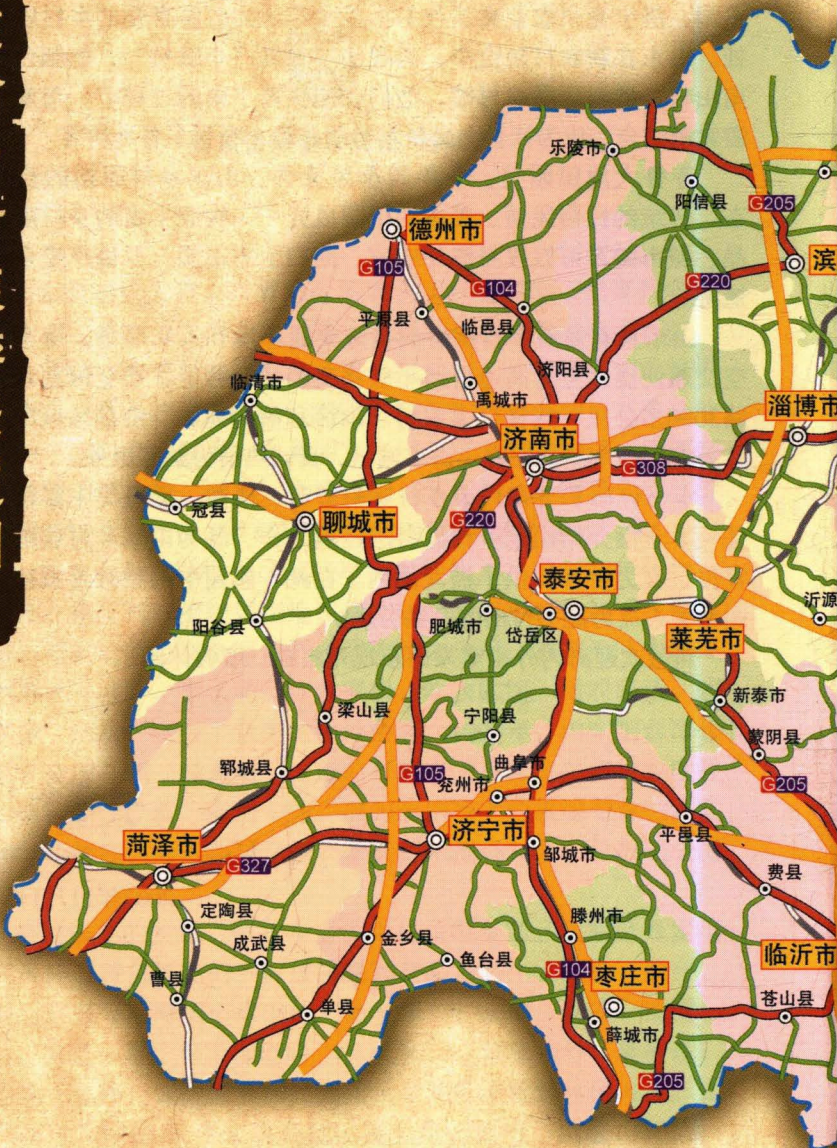 乐陵市
阳信县
G205
德州市
滨
G105
G104
G220
平原县
临邑县
济阳县
临清市
禹城市
淄博市
济南市
G308
冠县
聊城市
G220
泰安市
沂源
阳谷县
肥城市
岱岳区
莱芜市
新泰市
梁山县
宁阳县
蒙阴县
郓城县
G105
曲阜市
兖州市
G205
菏泽市
济宁市
平邑县
G327
邹城市
费县
定陶县
滕州市
成武县
金乡县
鱼台县
临沂市
G104
枣庄市
曹县
单县
苍山县
薛城市
G205